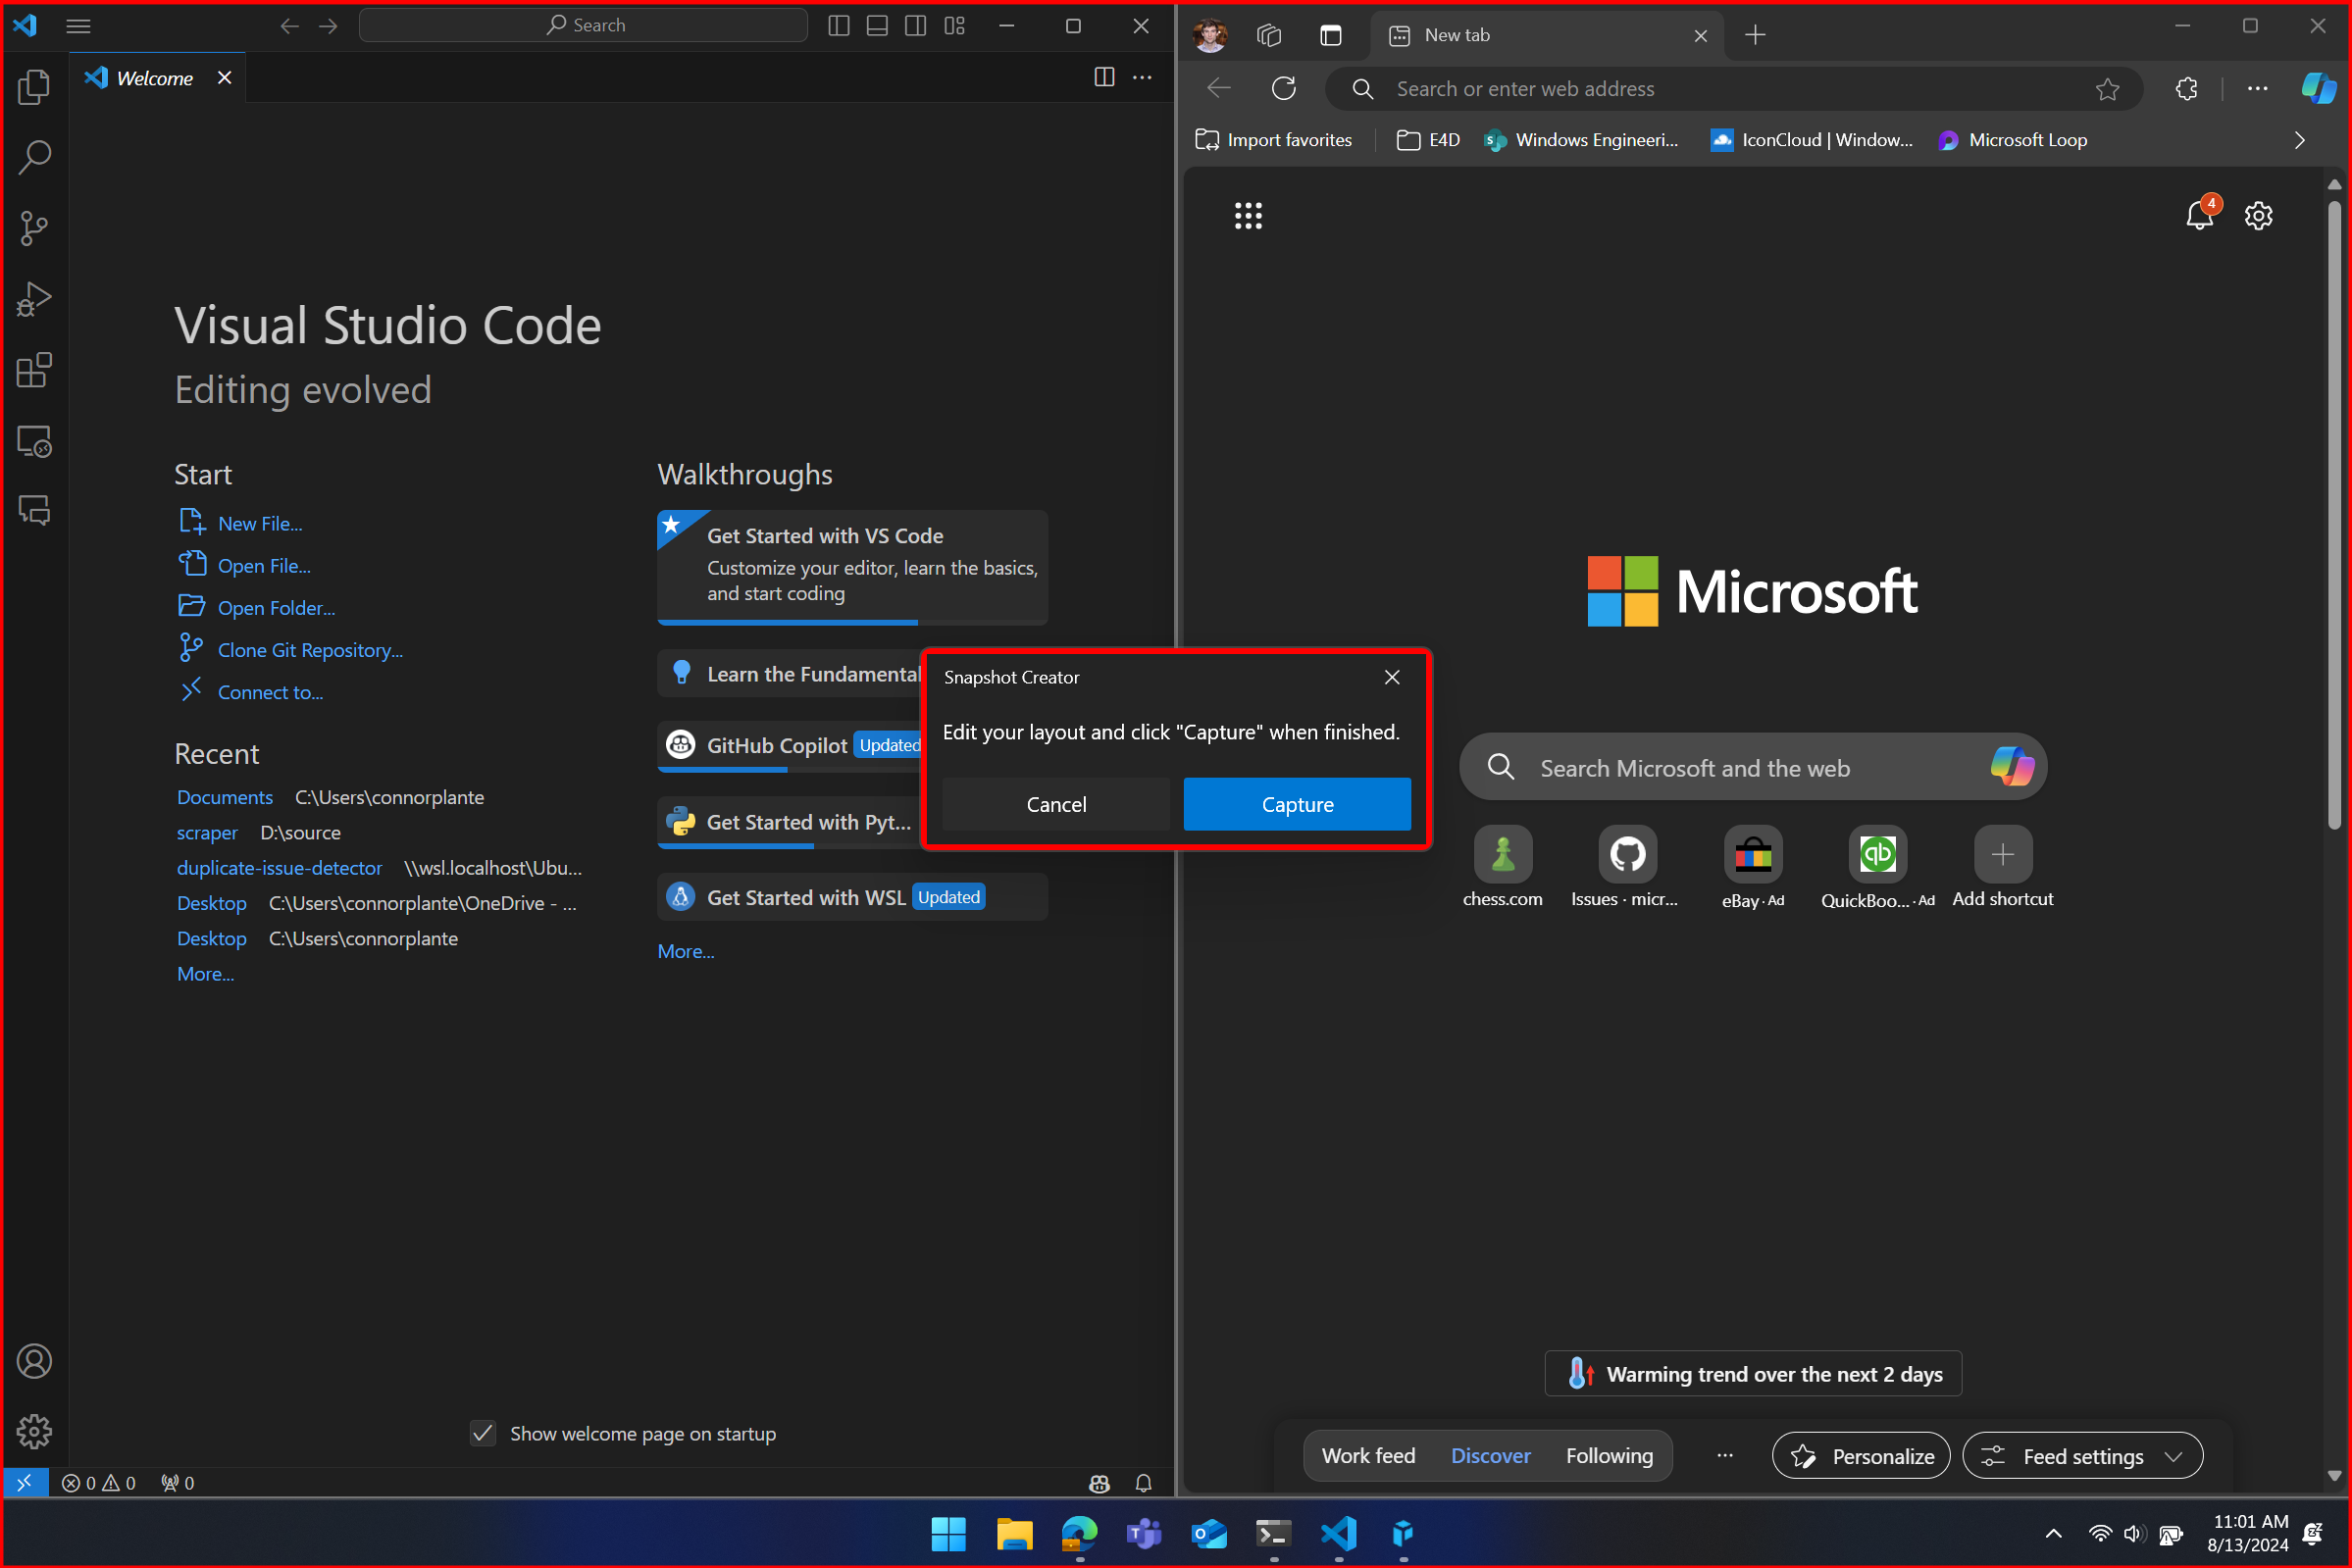 Search
Welcome
Visual Studio Code
Editing evolved
Start
New File...
Open File...
Open Folder...
Clone Git Repository...
Connect to...
Recent
Documents C:\Users\connorplante
scraper D:\source
duplicate-issue-detector \\wsl.localhost\Ubu...
Desktop C:\Users\connorplante\OneDrive - ...
Desktop C:\Users\connorplante
More...
Walkthroughs
Get Started with VS Code
Customize your editor, learn the basics,
and start coding
Learn the Fundamental
GitHub Copilot Updated
Get Started with Pyt...
Get Started with WSL Updated
More...
Show welcome page on startup
0 0 0
Snapshot Creator
Edit your layout and click "Capture" when finished.
Cancel Capture
New tab
Search or enter web address
Import favorites E4D Windows Engineeri... IconCloud | Window... Microsoft Loop
4
Microsoft
Search Microsoft and the web
chess.com Issues · micr... eBay · Ad QuickBoo... · Ad Add shortcut
qb
Warming trend over the next 2 days
Work feed Discover Following ... Personalize Feed settings
11:01 AM
8/13/2024